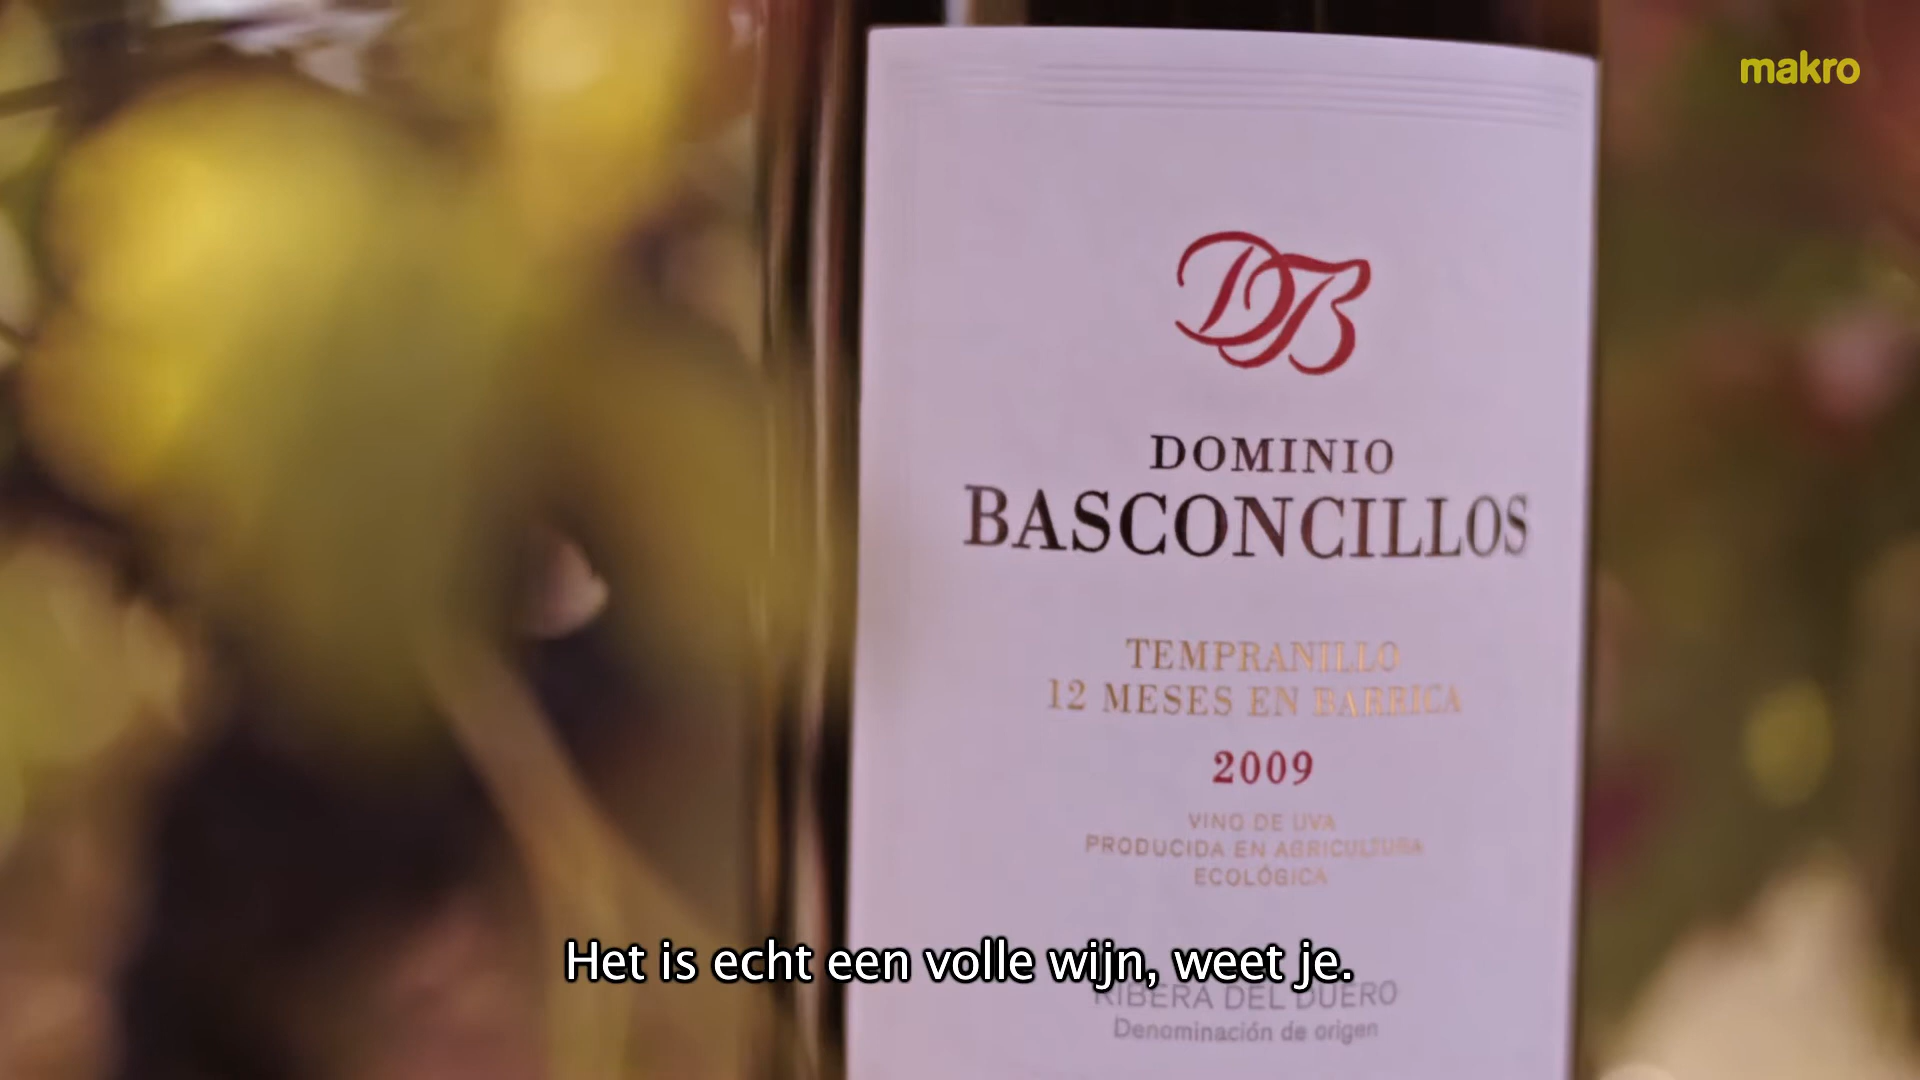 makro
DB
DOMINIO
BASCONCILLOS
TEMPRANILLO
12 MESES EN BARRICA
2009
VINO DE UVA
PRODUCIDA EN AGRICULTURA
ECOLÓGICA
Het is echt een volle wijn, weet je.
RIBERA DEL DUERO
Denominación de origen